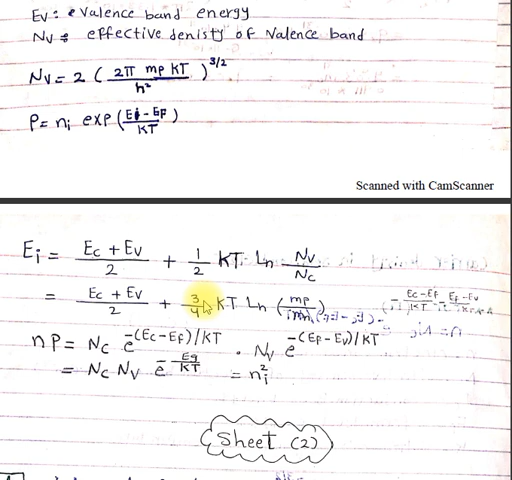 Ev: valence band energy
Nv: effective denisty of valence band
Nv = 2 ( 2π mp KT / h² )^3/2
P = ni exp ( Ei - EF / KT )
Scanned with CamScanner
Ei = Ec + Ev / 2 + 1/2 KT Ln Nv / Nc
= Ec + Ev / 2 + 3/4 KT Ln ( mp / mn )
nP = Nc e^-(Ec-EF)/KT · Nv e^-(EF-Ev)/KT
= Nc Nv e^-Eg/KT = ni²
Sheet (2)